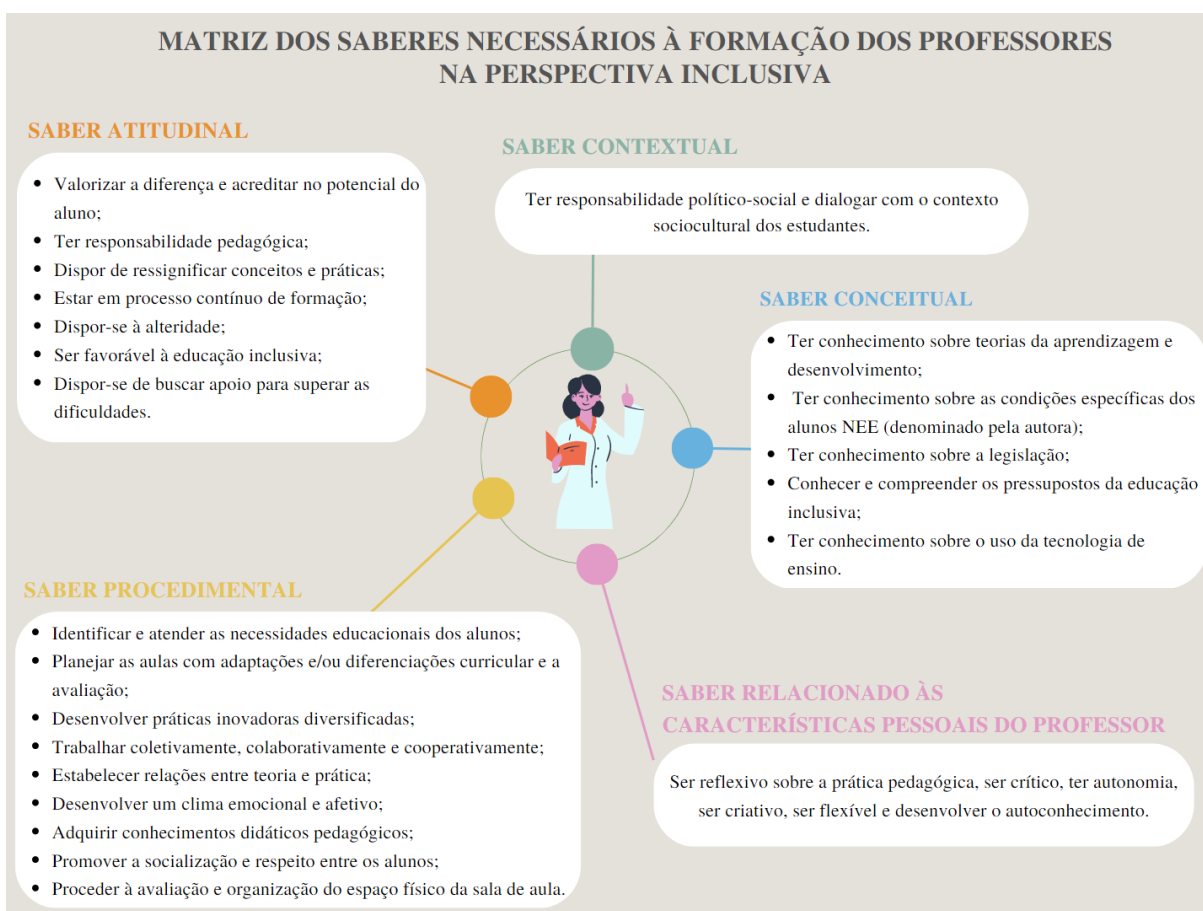 MATRIZ DOS SABERES NECESSÁRIOS À FORMAÇÃO DOS PROFESSORES
NA PERSPECTIVA INCLUSIVA
SABER ATITUDINAL
• Valorizar a diferença e acreditar no potencial do
aluno;
• Ter responsabilidade pedagógica;
• Dispor de ressignificar conceitos e práticas;
• Estar em processo contínuo de formação;
• Dispor-se à alteridade;
• Ser favorável à educação inclusiva;
• Dispor-se de buscar apoio para superar as
dificuldades.
SABER CONTEXTUAL
Ter responsabilidade político-social e dialogar com o contexto
sociocultural dos estudantes.
SABER CONCEITUAL
• Ter conhecimento sobre teorias da aprendizagem e
desenvolvimento;
• Ter conhecimento sobre as condições específicas dos
alunos NEE (denominado pela autora);
• Ter conhecimento sobre a legislação;
• Conhecer e compreender os pressupostos da educação
inclusiva;
• Ter conhecimento sobre o uso da tecnologia de
ensino.
SABER PROCEDIMENTAL
• Identificar e atender as necessidades educacionais dos alunos;
• Planejar as aulas com adaptações e/ou diferenciações curricular e a
avaliação;
• Desenvolver práticas inovadoras diversificadas;
• Trabalhar coletivamente, colaborativamente e cooperativamente;
• Estabelecer relações entre teoria e prática;
• Desenvolver um clima emocional e afetivo;
• Adquirir conhecimentos didáticos pedagógicos;
• Promover a socialização e respeito entre os alunos;
• Proceder à avaliação e organização do espaço físico da sala de aula.
SABER RELACIONADO ÀS
CARACTERÍSTICAS PESSOAIS DO PROFESSOR
Ser reflexivo sobre a prática pedagógica, ser crítico, ter autonomia,
ser criativo, ser flexível e desenvolver o autoconhecimento.